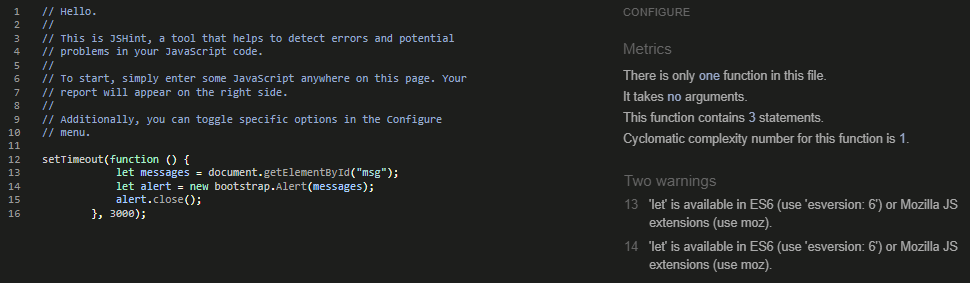 1 // Hello.
2 //
3 // This is JSHint, a tool that helps to detect errors and potential
4 // problems in your JavaScript code.
5 //
6 // To start, simply enter some JavaScript anywhere on this page. Your
7 // report will appear on the right side.
8 //
9 // Additionally, you can toggle specific options in the Configure
10 // menu.
11
12 setTimeout(function () {
13 let messages = document.getElementById("msg");
14 let alert = new bootstrap.Alert(messages);
15 alert.close();
16 }, 3000);
CONFIGURE
Metrics
There is only one function in this file.
It takes no arguments.
This function contains 3 statements.
Cyclomatic complexity number for this function is 1.
Two warnings
13 'let' is available in ES6 (use 'esversion: 6') or Mozilla JS
extensions (use moz).
14 'let' is available in ES6 (use 'esversion: 6') or Mozilla JS
extensions (use moz).